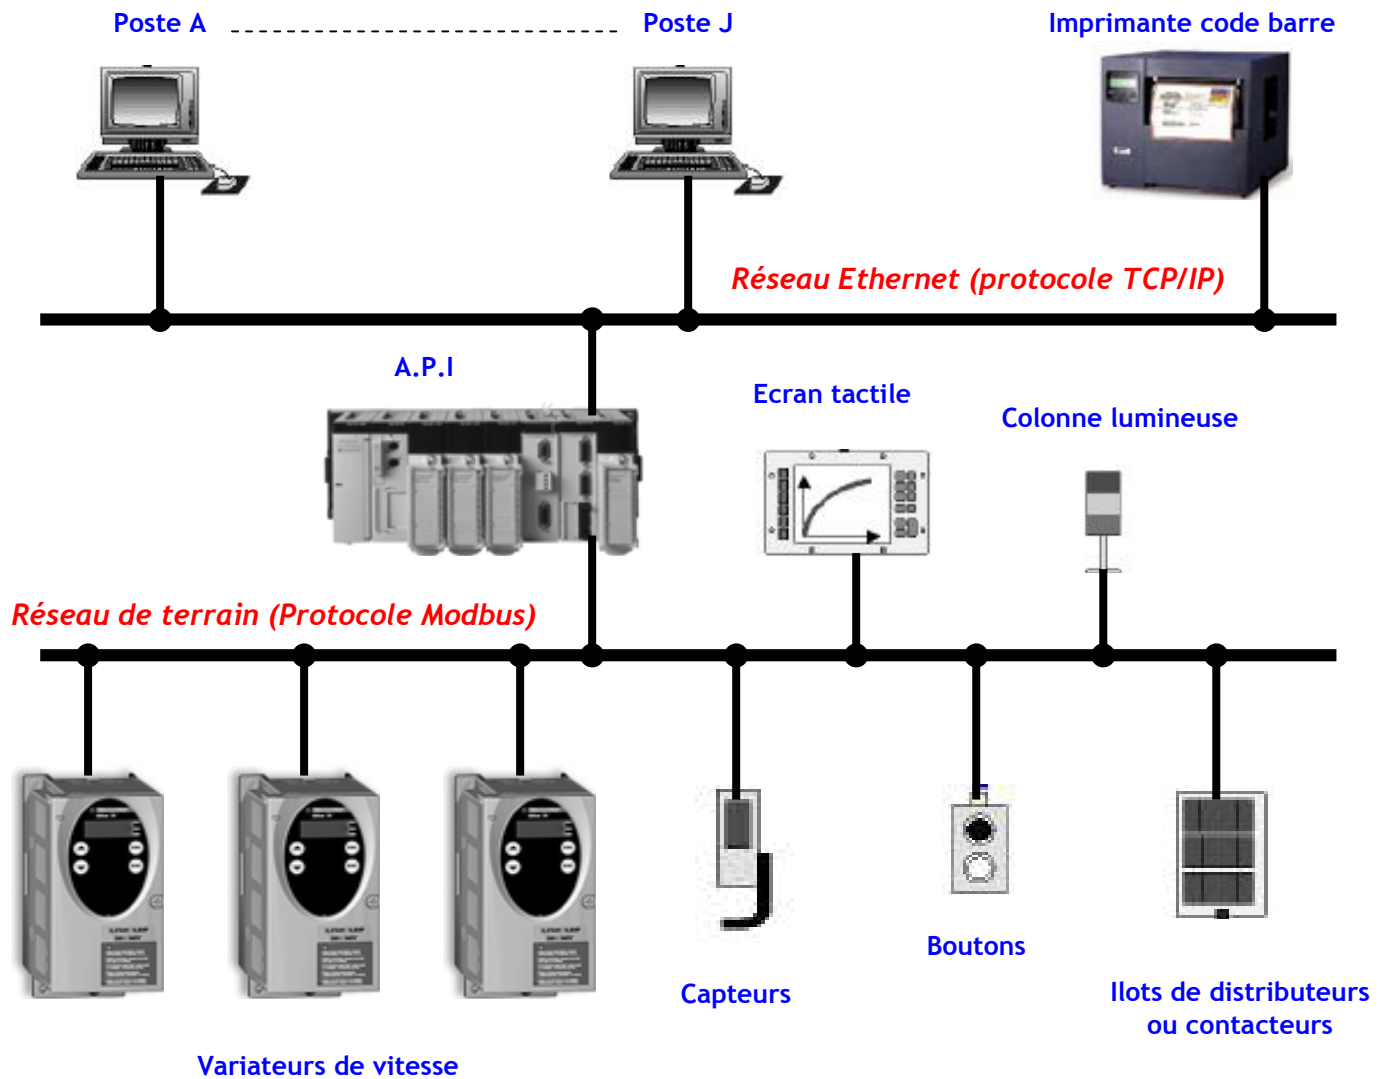 Poste A
Poste J
Imprimante code barre
Réseau Ethernet (protocole TCP/IP)
A.P.I
Ecran tactile
Colonne lumineuse
Réseau de terrain (Protocole Modbus)
Capteurs
Boutons
Ilots de distributeurs
ou contacteurs
Variateurs de vitesse